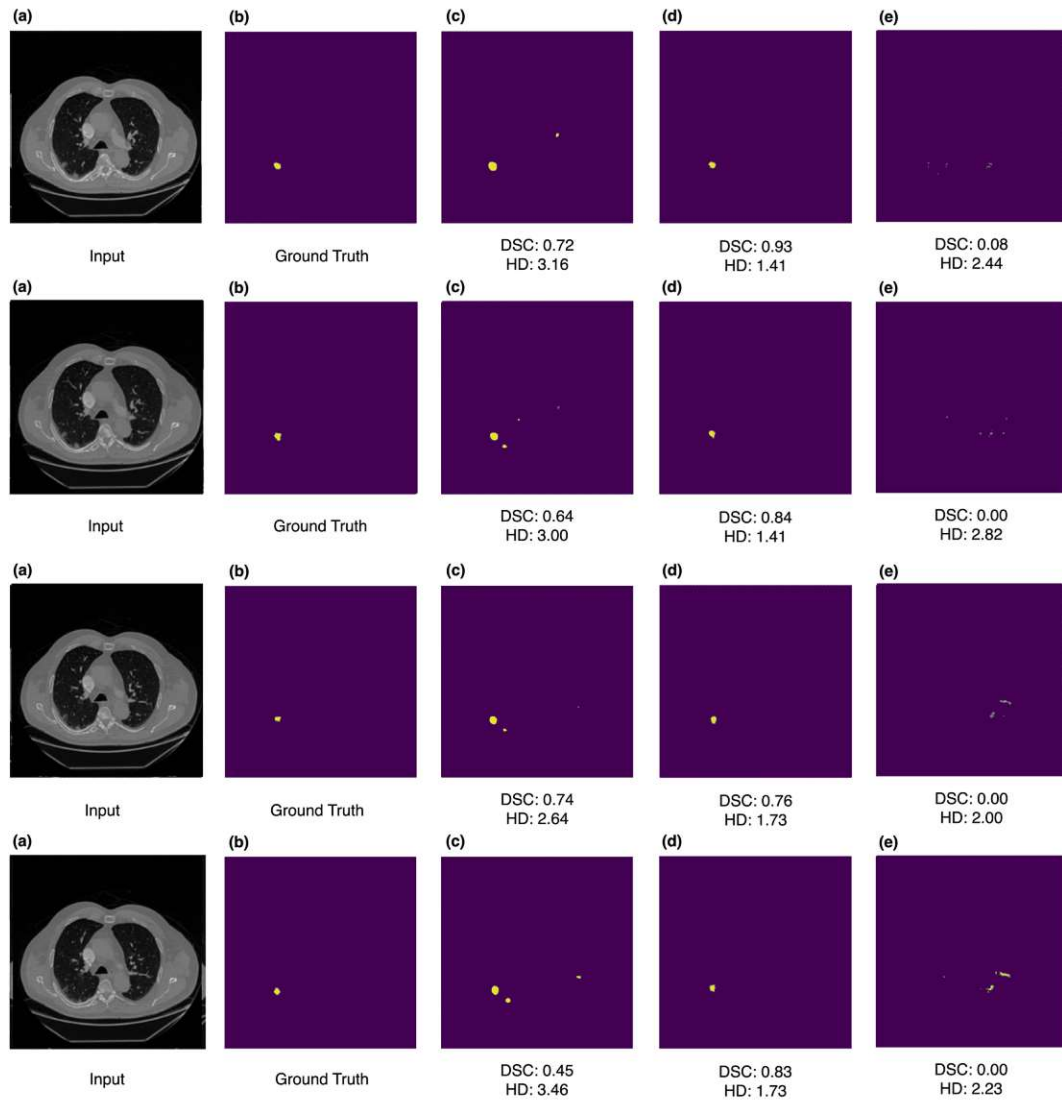 (a) (b) (c) (d) (e)
Input Ground Truth DSC: 0.72 DSC: 0.93 DSC: 0.08
HD: 3.16 HD: 1.41 HD: 2.44
(a) (b) (c) (d) (e)
Input Ground Truth DSC: 0.64 DSC: 0.84 DSC: 0.00
HD: 3.00 HD: 1.41 HD: 2.82
(a) (b) (c) (d) (e)
Input Ground Truth DSC: 0.74 DSC: 0.76 DSC: 0.00
HD: 2.64 HD: 1.73 HD: 2.00
(a) (b) (c) (d) (e)
Input Ground Truth DSC: 0.45 DSC: 0.83 DSC: 0.00
HD: 3.46 HD: 1.73 HD: 2.23